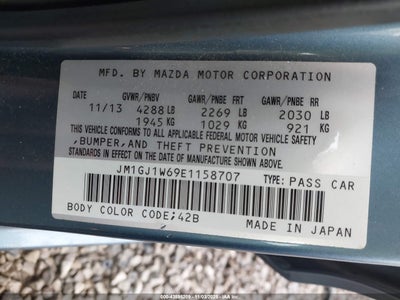 MFD. BY MAZDA MOTOR CORPORATION
DATE GVWR/PNBV GAWR/PNBE FRT GAWR/PNBE RR
11/13 4288 LB 2269 LB 2030 LB
1945 KG 1029 KG 921 KG
THIS VEHICLE CONFORMS TO ALL APPLICABLE FEDERAL MOTOR VEHICLE SAFETY
,BUMPER,AND THEFT PREVENTION
STANDARDS IN EFFECT ON THE DATE OF MANUFACTURE SHOWN ABOVE.
JM1GJ1W69E1158707 TYPE: PASS CAR
BODY COLOR CODE:42B
MADE IN JAPAN